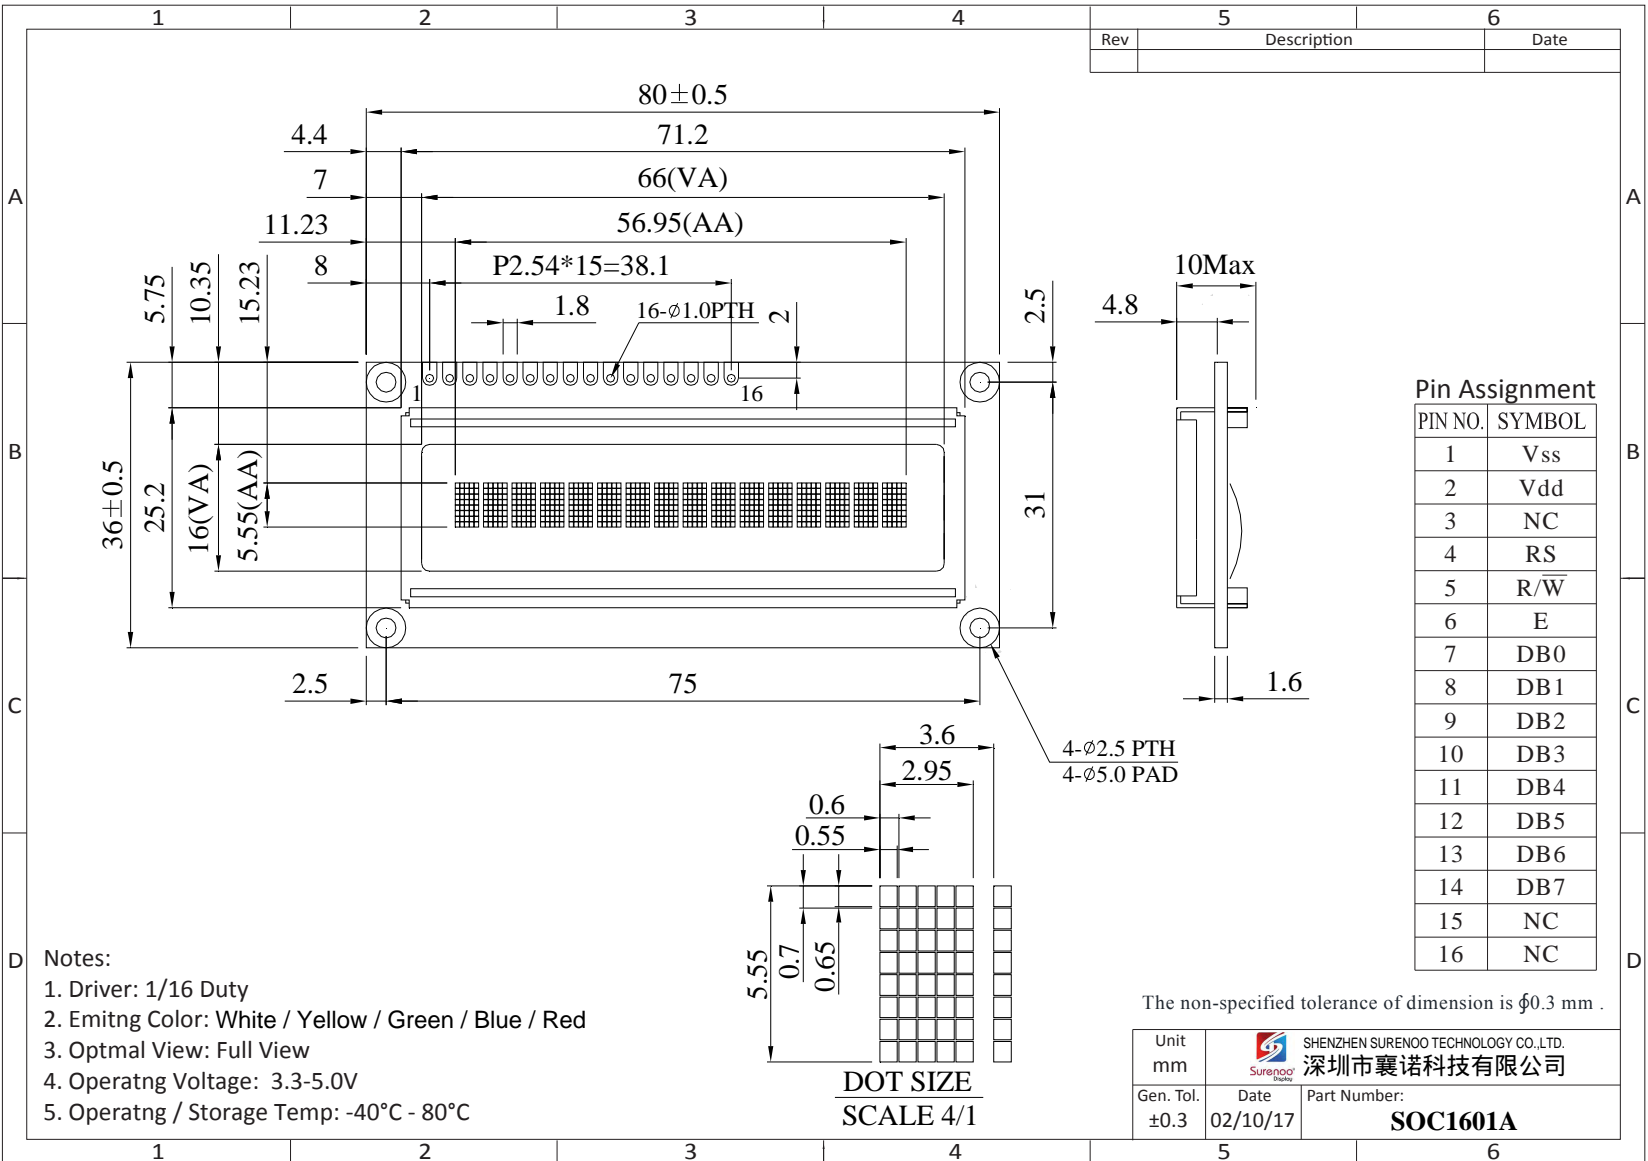 1 2 3 4 5 6
Rev Description Date
80±0.5
4.4 71.2
7 66(VA)
11.23 56.95(AA)
8 P2.54*15=38.1
1.8 16-⌀1.0PTH 2
5.75 10.35 15.23
2.5
10Max
4.8
A A
1 16
36±0.5 25.2 16(VA) 5.55(AA)
31
B B
2.5 75
1.6
4-⌀2.5 PTH
4-⌀5.0 PAD
C C
Pin Assignment
PIN NO. SYMBOL
1 Vss
2 Vdd
3 NC
4 RS
5 R/W̅
6 E
7 DB0
8 DB1
9 DB2
10 DB3
11 DB4
12 DB5
13 DB6
14 DB7
15 NC
16 NC
3.6
2.95
0.6
0.55
5.55 0.7 0.65
DOT SIZE
SCALE 4/1
D D
Notes:
1. Driver: 1/16 Duty
2. Emitng Color: White / Yellow / Green / Blue / Red
3. Optmal View: Full View
4. Operatng Voltage: 3.3-5.0V
5. Operatng / Storage Temp: -40°C - 80°C
The non-specified tolerance of dimension is ∮0.3 mm .
Unit
mm
Surenoo
Display
SHENZHEN SURENOO TECHNOLOGY CO.,LTD.
深圳市襄诺科技有限公司
Gen. Tol. Date Part Number:
±0.3 02/10/17 SOC1601A
1 2 3 4 5 6